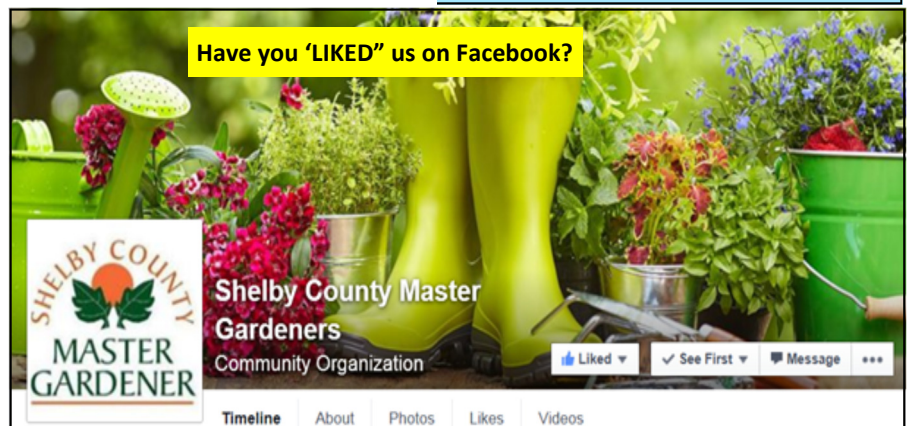 Have you ‘LIKED” us on Facebook?
SHELBY COUNTY
MASTER
GARDENER
Shelby County Master
Gardeners
Community Organization
Liked
See First
Message
Timeline About Photos Likes Videos